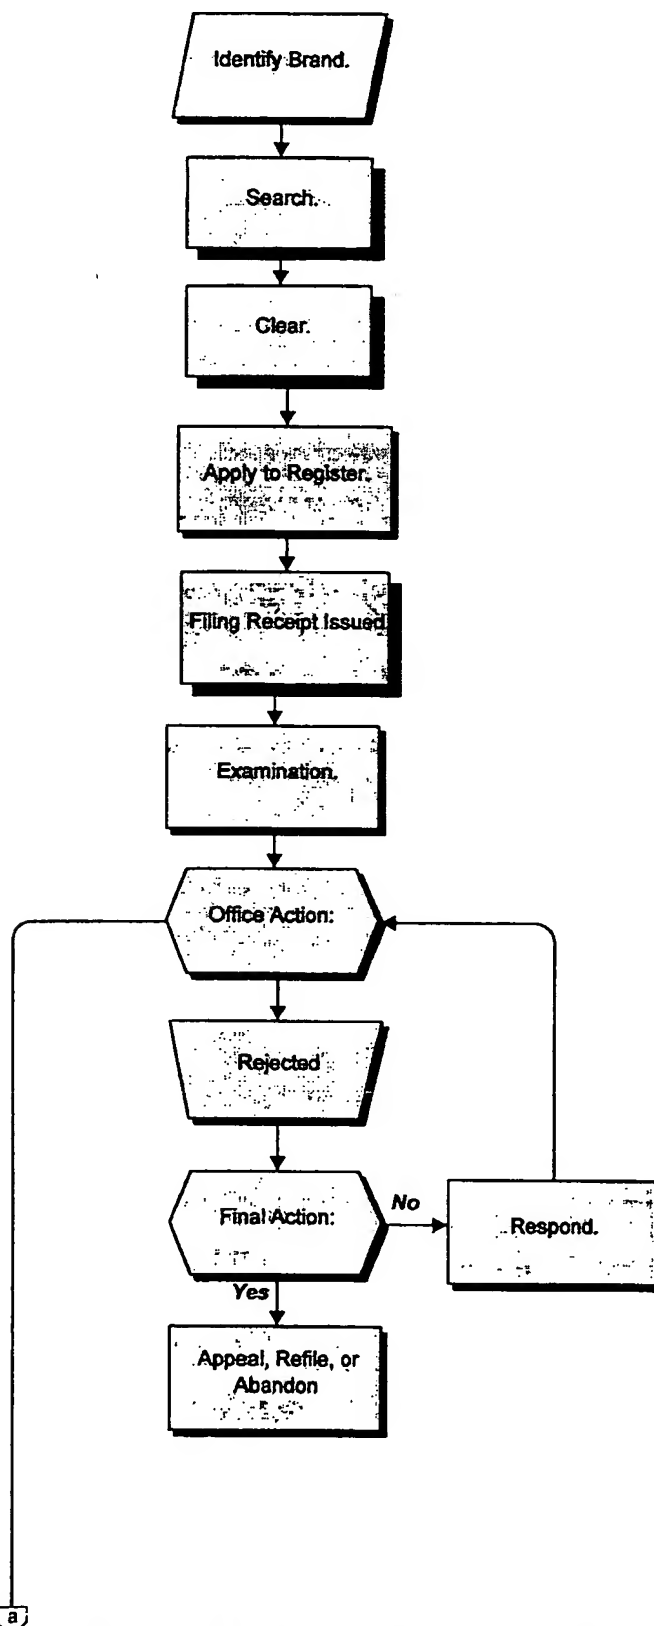 Identify Brand.
Search.
Clear.
Apply to Register.
Filing Receipt Issued
Examination.
Office Action:
Rejected
Final Action:
No
Respond.
Yes
Appeal, Refile, or
Abandon
a